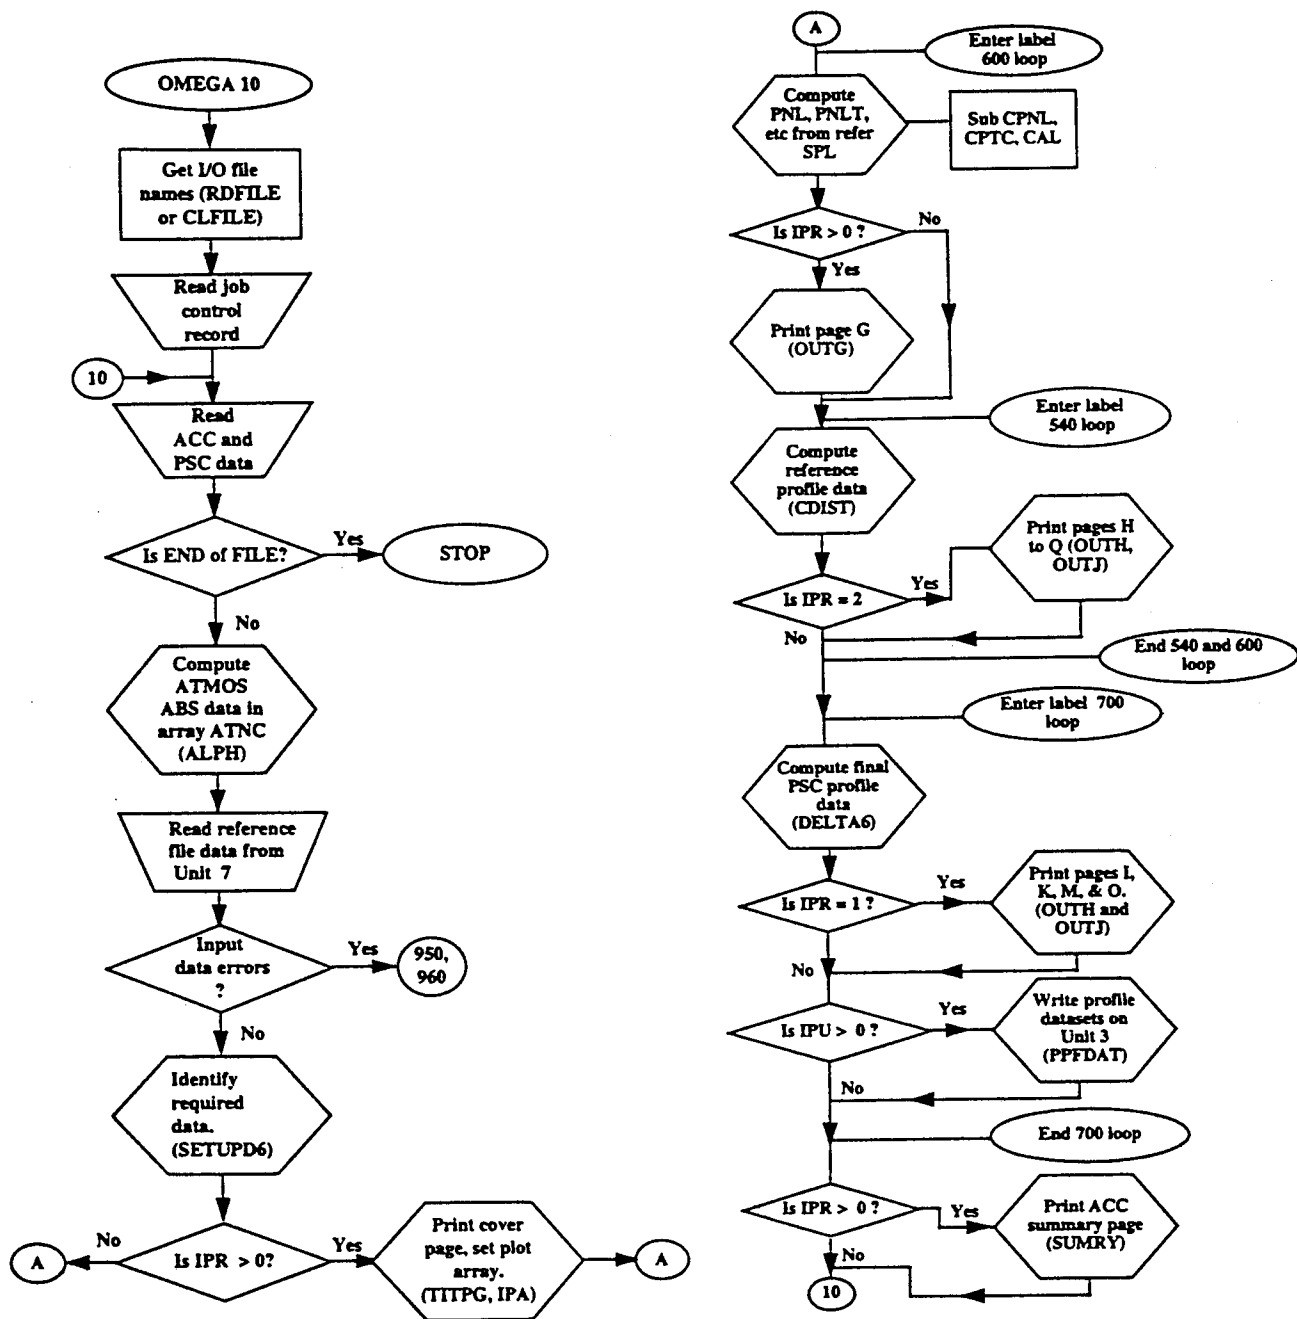 OMEGA 10
Get I/O file
names (RDFILE
or CLFILE)
Read job
control
record
10
Read
ACC and
PSC data
Is END of FILE?
Yes
STOP
No
Compute
ATMOS
ABS data in
array ATNC
(ALPH)
Read reference
file data from
Unit 7
Input
data errors
?
Yes
950,
960
No
Identify
required
data.
(SETUPD6)
Is IPR > 0?
No
A
Yes
Print cover
page, set plot
array.
(TITPG, IPA)
A
A
Enter label
600 loop
Compute
PNL, PNLT,
etc from refer
SPL
Sub CPNL,
CPTC, CAL
Is IPR > 0 ?
No
Yes
Print page G
(OUTG)
Enter label
540 loop
Compute
reference
profile data
(CDIST)
Is IPR = 2
Yes
Print pages H
to Q (OUTH,
OUTJ)
No
End 540 and 600
loop
Enter label 700
loop
Compute final
PSC profile
data
(DELTA6)
Is IPR = 1 ?
Yes
Print pages I,
K, M, & O.
(OUTH and
OUTJ)
No
Is IPU > 0 ?
Yes
Write profile
datasets on
Unit 3
(PPFDAT)
No
End 700 loop
Is IPR > 0 ?
Yes
Print ACC
summary page
(SUMRY)
No
10